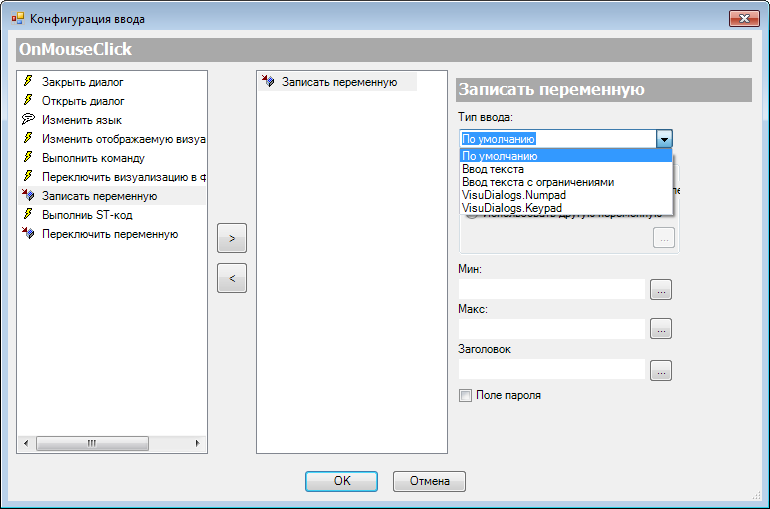 Конфигурация ввода
OnMouseClick
Закрыть диалог
Открыть диалог
Изменить язык
Изменить отображаемую визуа
Выполнить команду
Переключить визуализацию в ф
Записать переменную
Выполнить ST-код
Переключить переменную
>
<
Записать переменную
Записать переменную
Тип ввода:
По умолчанию
По умолчанию
Ввод текста
Ввод текста с ограничениями
VisuDialogs.Numpad
VisuDialogs.Keypad
...
Мин:
...
Макс:
...
Заголовок
...
Поле пароля
OK
Отмена